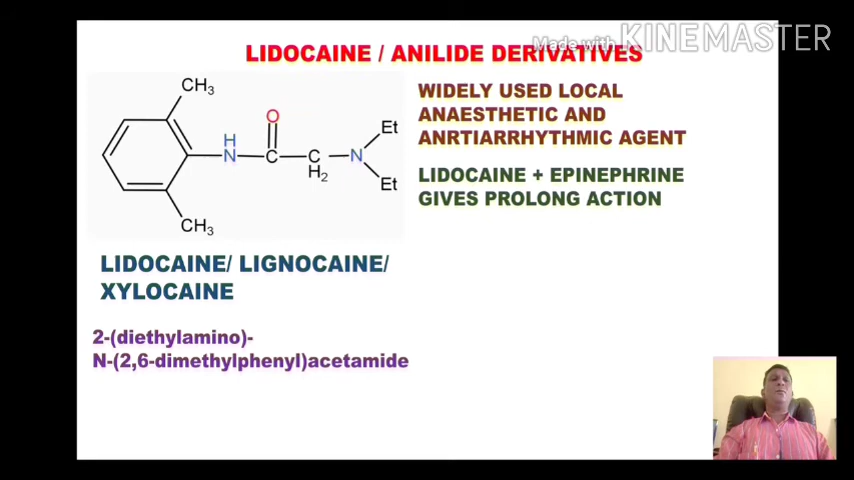 Made with KINEMASTER
LIDOCAINE / ANILIDE DERIVATIVES
CH3
O
H
N
C
C
H2
N
Et
Et
CH3
WIDELY USED LOCAL
ANAESTHETIC AND
ANRTIARRHYTHMIC AGENT
LIDOCAINE + EPINEPHRINE
GIVES PROLONG ACTION
LIDOCAINE/ LIGNOCAINE/
XYLOCAINE
2-(diethylamino)-
N-(2,6-dimethylphenyl)acetamide